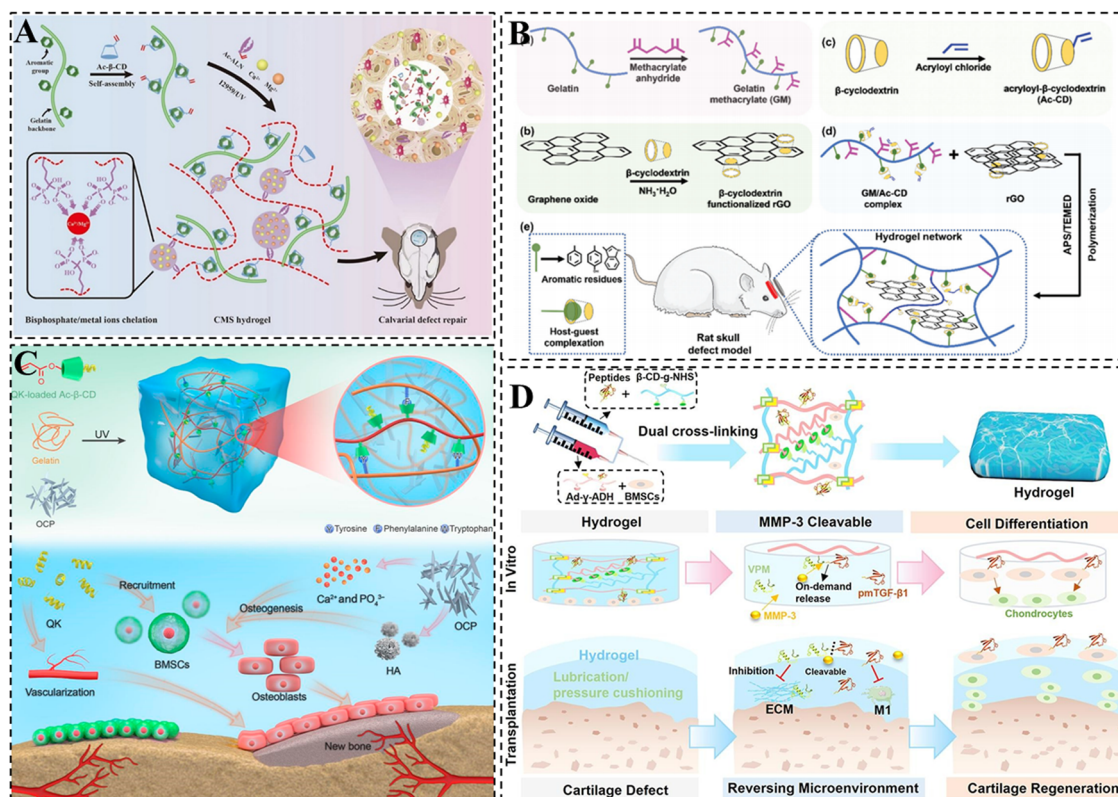 A
Aromatic
group
Ac-β-CD
Self-assembly
Ac-ALN
Ca²⁺
Mg²⁺
I2959/UV
Gelatin
backbone
Ca²⁺/Mg²⁺
Bisphosphate/metal ions chelation
CMS hydrogel
Calvarial defect repair
B
Gelatin
Methacrylate
anhydride
Gelatin
methacrylate (GM)
(c)
β-cyclodextrin
Acryloyl chloride
acryloyl-β-cyclodextrin
(Ac-CD)
(b)
Graphene oxide
β-cyclodextrin
NH₃·H₂O
β-cyclodextrin
functionalized rGO
(d)
GM/Ac-CD
complex
+
rGO
APS/TEMED
Polymerization
(e)
Aromatic residues
Host-guest
complexation
Rat skull
defect model
Hydrogel network
C
QK-loaded Ac-β-CD
Gelatin
UV
OCP
Tyrosine
Phenylalanine
Tryptophan
QK
Recruitment
BMSCs
Vascularization
Osteogenesis
Ca²⁺ and PO₄³⁻
OCP
HA
Osteoblasts
New bone
D
Peptides
β-CD-g-NHS
+
Ad-γ-ADH
+
BMSCs
Dual cross-linking
Hydrogel
Hydrogel
MMP-3 Cleavable
Cell Differentiation
In Vitro
VPM
On-demand
release
pmTGF-β1
MMP-3
Chondrocytes
Transplantation
Hydrogel
Lubrication/
pressure cushioning
Inhibition
Cleavable
ECM
M1
Cartilage Defect
Reversing Microenvironment
Cartilage Regeneration